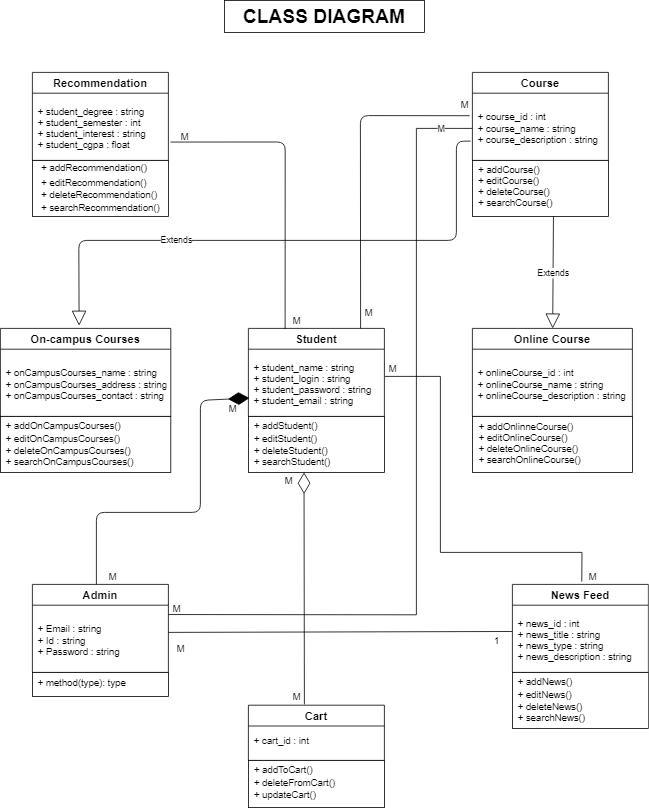 CLASS DIAGRAM
Recommendation
+ student_degree : string
+ student_semester : int
+ student_interest : string
+ student_cgpa : float
+ addRecommendation()
+ editRecommendation()
+ deleteRecommendation()
+ searchRecommendation()
Course
+ course_id : int
+ course_name : string
+ course_description : string
+ addCourse()
+ editCourse()
+ deleteCourse()
+ searchCourse()
M
M
M
Extends
Extends
M
M
On-campus Courses
+ onCampusCourses_name : string
+ onCampusCourses_address : string
+ onCampusCourses_contact : string
+ addOnCampusCourses()
+ editOnCampusCourses()
+ deleteOnCampusCourses()
+ searchOnCampusCourses()
Student
+ student_name : string
+ student_login : string
+ student_password : string
+ student_email : string
+ addStudent()
+ editStudent()
+ deleteStudent()
+ searchStudent()
Online Course
+ onlineCourse_id : int
+ onlineCourse_name : string
+ onlineCourse_description : string
+ addOnlinneCourse()
+ editOnlineCourse()
+ deleteOnlineCourse()
+ searchOnlineCourse()
M
M
M
M
M
Admin
+ Email : string
+ Id : string
+ Password : string
+ method(type): type
M
M
1
News Feed
+ news_id : int
+ news_title : string
+ news_type : string
+ news_description : string
+ addNews()
+ editNews()
+ deleteNews()
+ searchNews()
M
Cart
+ cart_id : int
+ addToCart()
+ deleteFromCart()
+ updateCart()